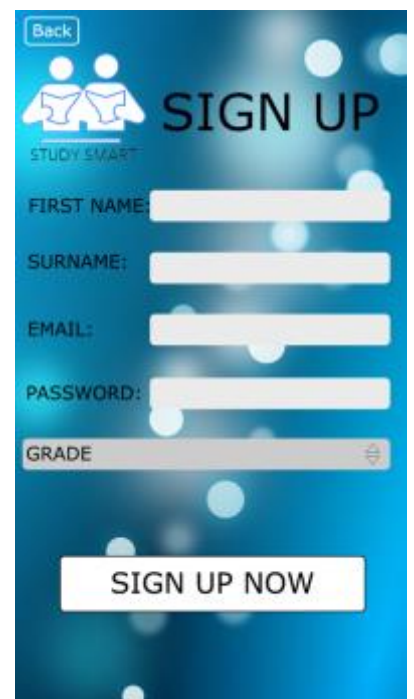 Back
SIGN UP
STUDY SMART
FIRST NAME:
SURNAME:
EMAIL:
PASSWORD:
GRADE
SIGN UP NOW